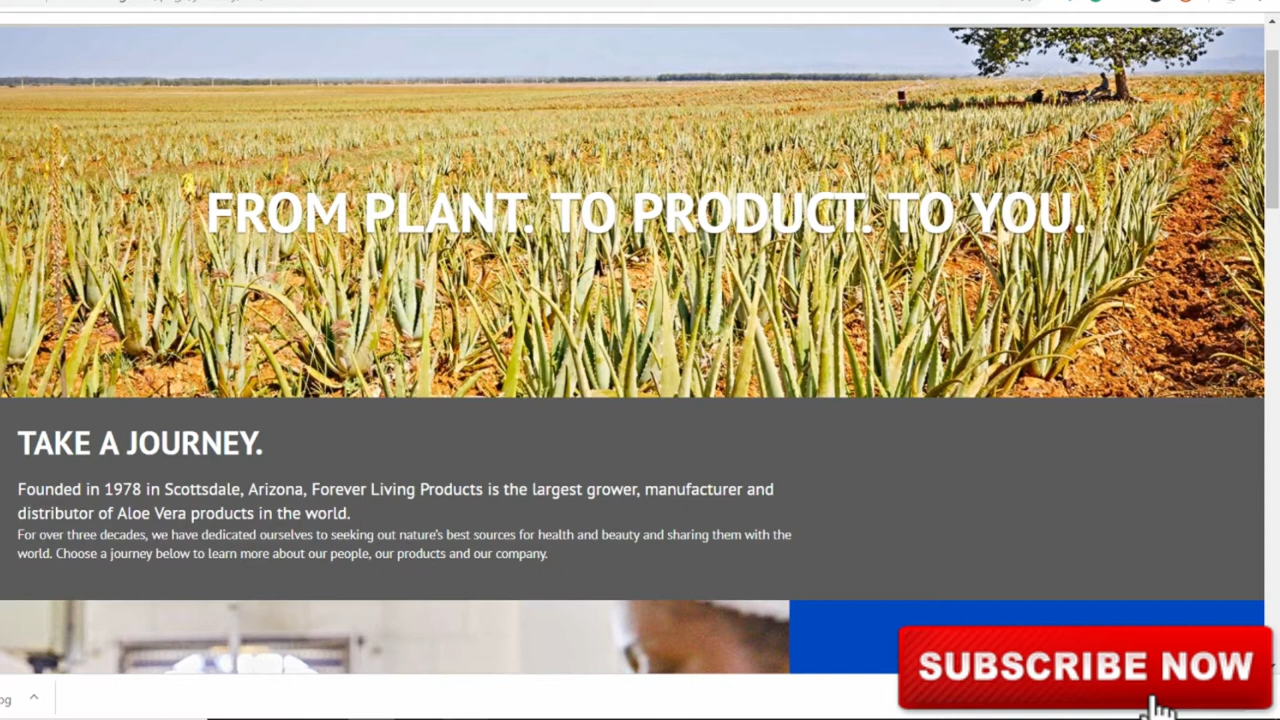 FROM PLANT. TO PRODUCT. TO YOU.
TAKE A JOURNEY.
Founded in 1978 in Scottsdale, Arizona, Forever Living Products is the largest grower, manufacturer and
distributor of Aloe Vera products in the world.
For over three decades, we have dedicated ourselves to seeking out nature's best sources for health and beauty and sharing them with the
world. Choose a journey below to learn more about our people, our products and our company.
SUBSCRIBE NOW